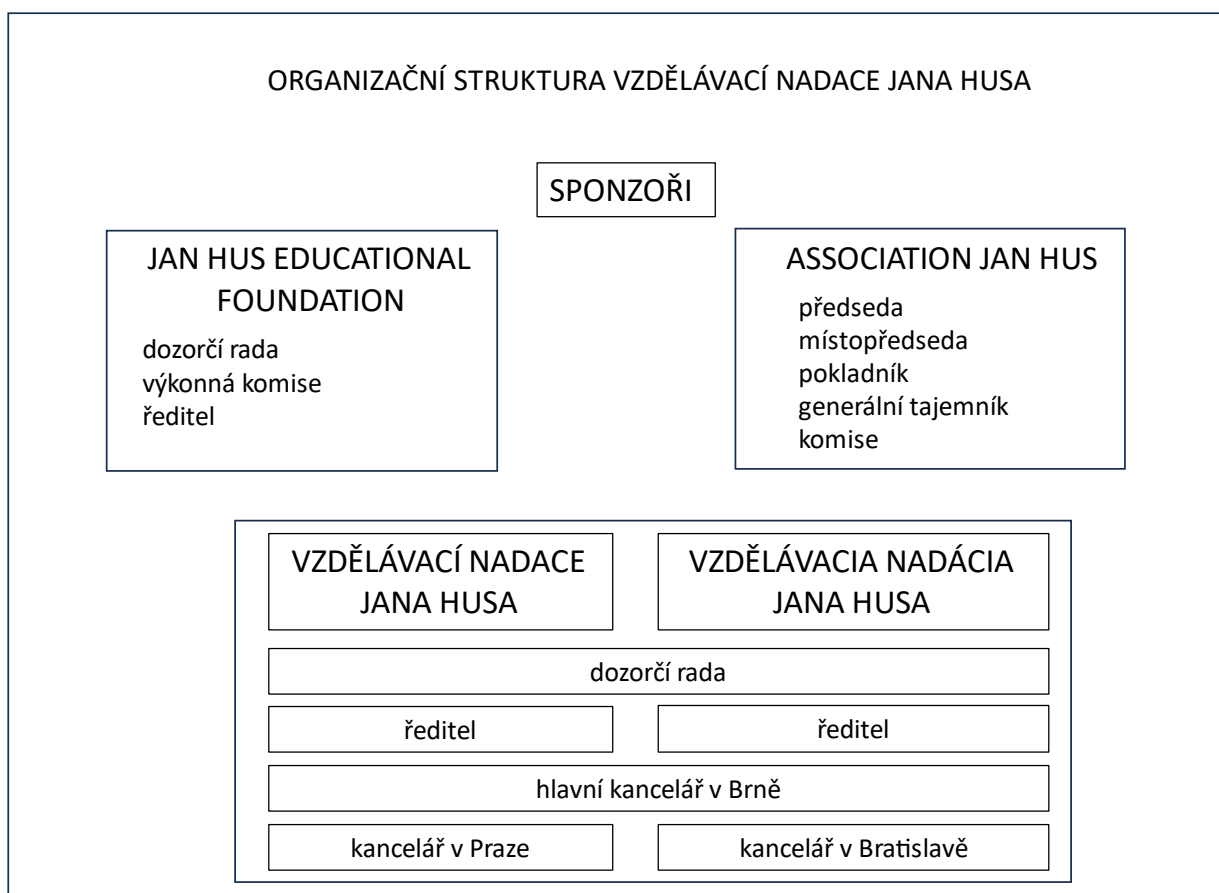 ORGANIZAČNÍ STRUKTURA VZDĚLÁVACÍ NADACE JANA HUSA
SPONZOŘI
JAN HUS EDUCATIONAL
FOUNDATION
dozorčí rada
výkonná komise
ředitel
ASSOCIATION JAN HUS
předseda
místopředseda
pokladník
generální tajemník
komise
VZDĚLÁVACÍ NADACE
JANA HUSA
VZDĚLÁVACIA NADÁCIA
JANA HUSA
dozorčí rada
ředitel
ředitel
hlavní kancelář v Brně
kancelář v Praze
kancelář v Bratislavě